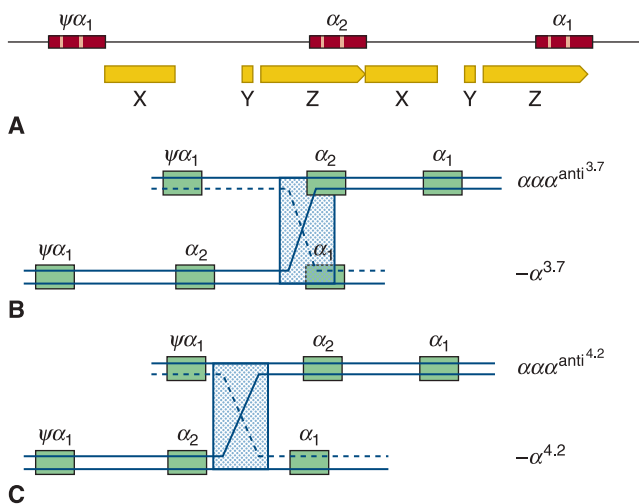 ψα₁ α₂ α₁
X Y Z X Y Z
A
ψα₁ α₂ α₁ αααᵃⁿᵗⁱ³·⁷
ψα₁ α₂ α₁ −α³·⁷
B
ψα₁ α₂ α₁ αααᵃⁿᵗⁱ⁴·²
ψα₁ α₂ α₁ −α⁴·²
C